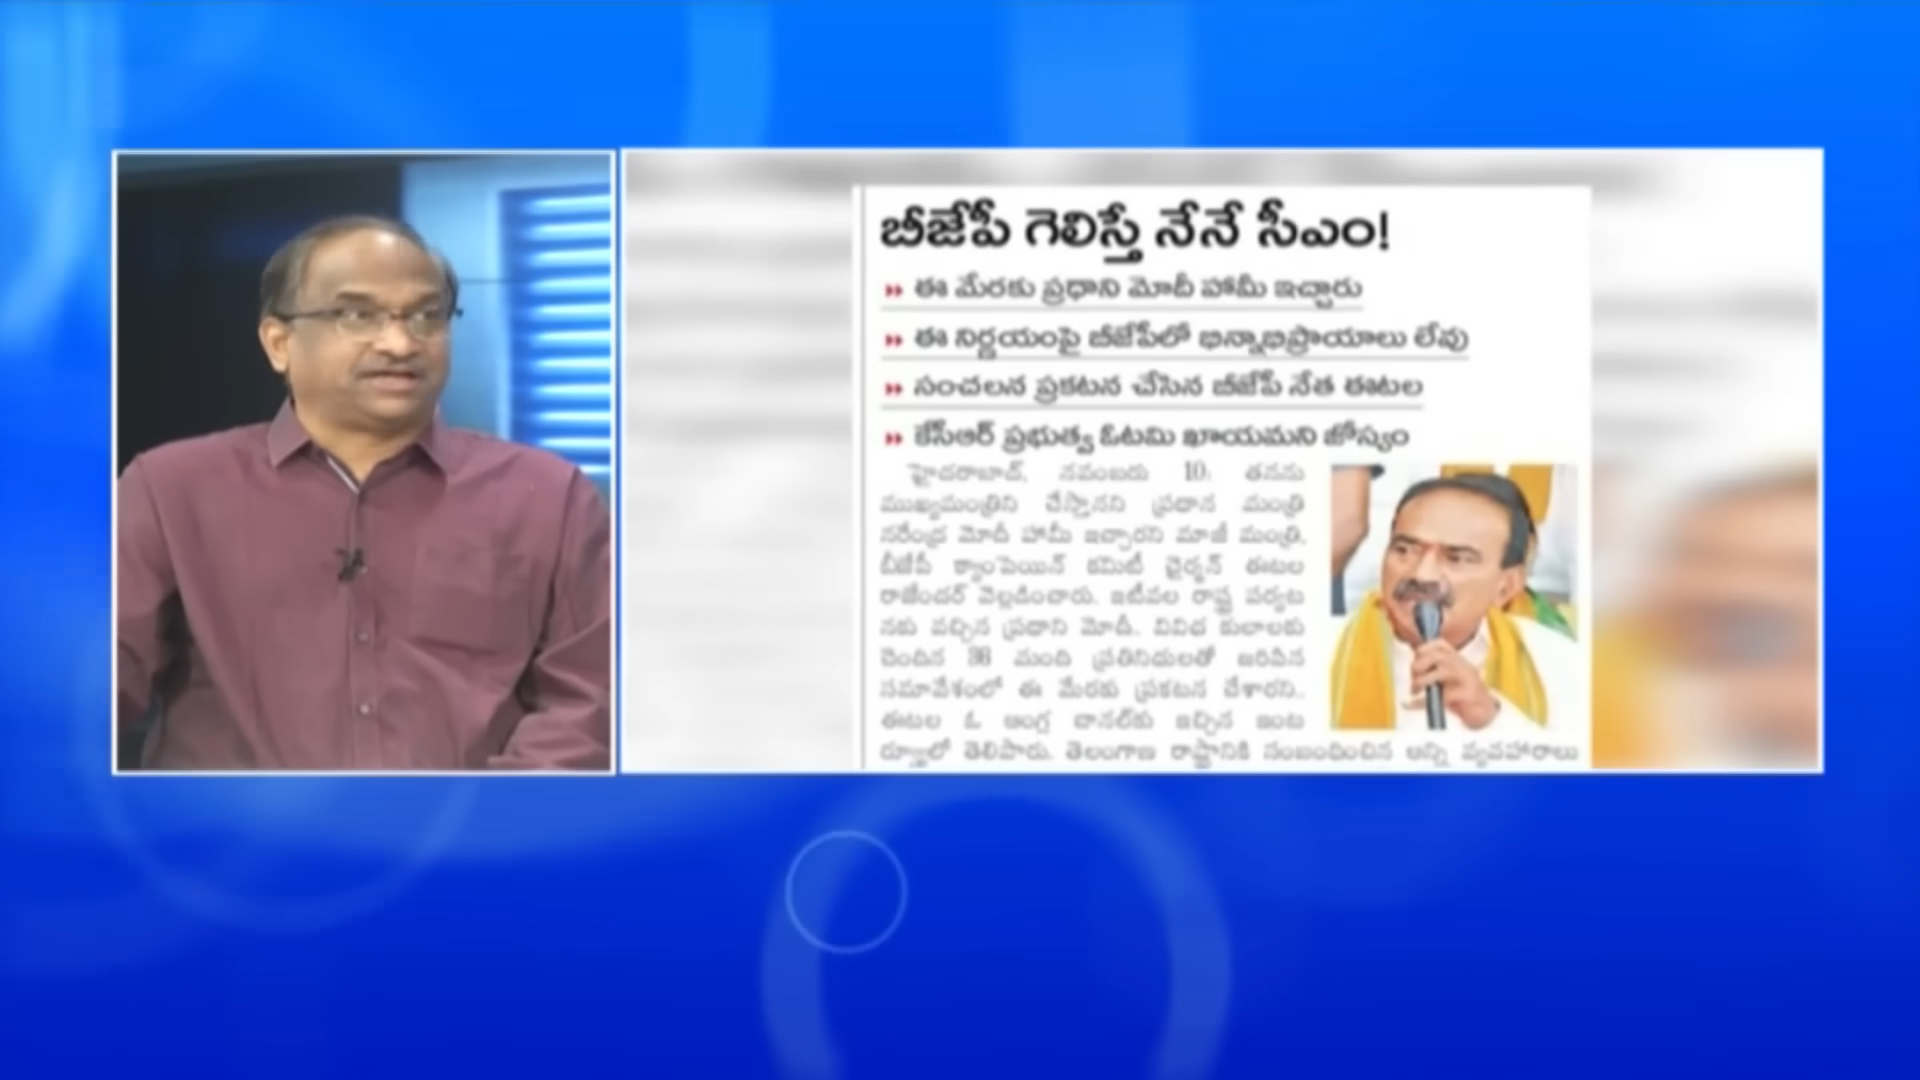 బీజేపీ గెలిస్తే నేనే సీఎం!
» ఈ మేరకు ప్రధాని మోదీ హామీ ఇచ్చారు
» ఈ నిర్ణయంపై బీజేపీలో భిన్నాభిప్రాయాలు లేవు
» సంచలన ప్రకటన చేసిన బీజేపీ నేత ఈటల
» కేసీఆర్ ప్రభుత్వ ఓటమి ఖాయమని జోస్యం
హైదరాబాద్, నవంబరు 10: తనను
ముఖ్యమంత్రిని చేస్తానని ప్రధాన మంత్రి
నరేంద్ర మోదీ హామీ ఇచ్చారని మాజీ మంత్రి,
బీజేపీ క్యాంపెయిన్ కమిటీ చైర్మన్ ఈటల
రాజేందర్ వెల్లడించారు. ఇటీవల రాష్ట్ర పర్యట
నకు వచ్చిన ప్రధాని మోదీ.. వివిధ కులాలకు
చెందిన 36 మంది ప్రతినిధులతో జరిపిన
సమావేశంలో ఈ మేరకు ప్రకటన చేశారని..
ఈటల ఓ ఆంగ్ల చానల్‌కు ఇచ్చిన ఇంట
ర్వ్యూలో తెలిపారు. తెలంగాణ రాష్ట్రానికి సంబంధించిన అన్ని వ్యవహారాలు